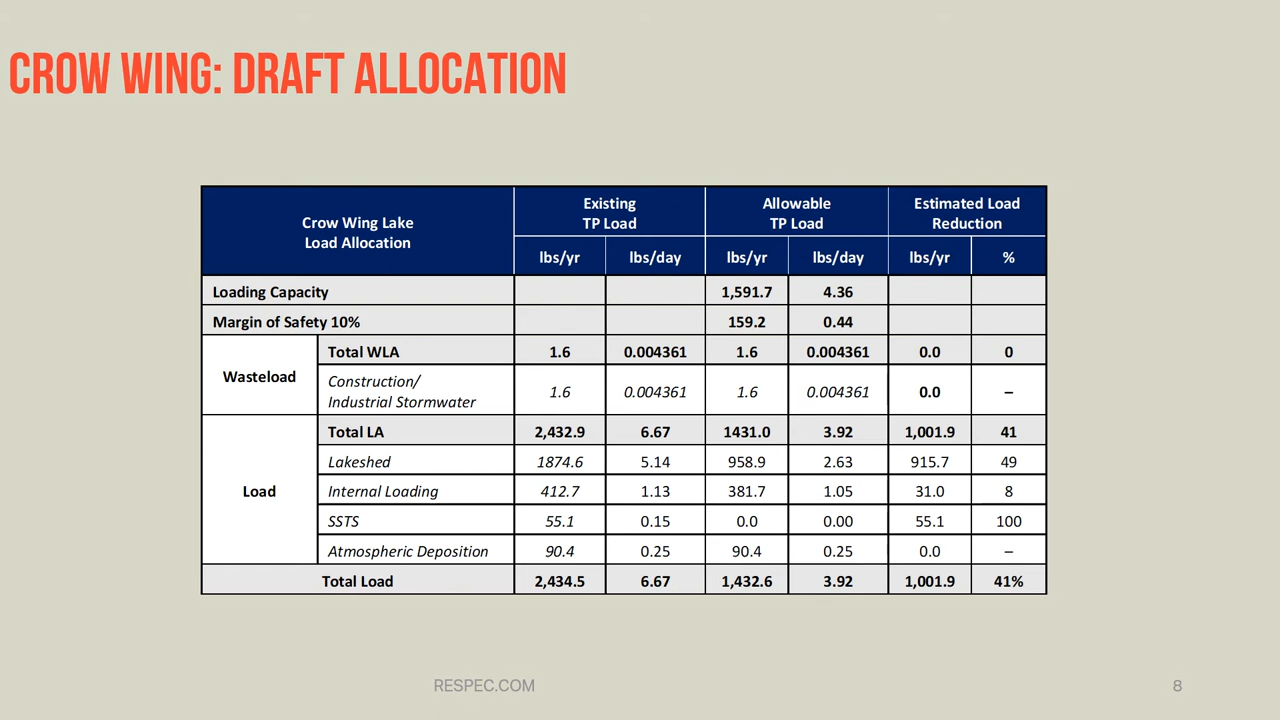 CROW WING: DRAFT ALLOCATION
Crow Wing Lake
Load Allocation
Existing
TP Load
Allowable
TP Load
Estimated Load
Reduction
lbs/yr lbs/day lbs/yr lbs/day lbs/yr %
Loading Capacity 1,591.7 4.36
Margin of Safety 10% 159.2 0.44
Wasteload
Total WLA 1.6 0.004361 1.6 0.004361 0.0 0
Construction/
Industrial Stormwater 1.6 0.004361 1.6 0.004361 0.0 –
Load
Total LA 2,432.9 6.67 1431.0 3.92 1,001.9 41
Lakeshed 1874.6 5.14 958.9 2.63 915.7 49
Internal Loading 412.7 1.13 381.7 1.05 31.0 8
SSTS 55.1 0.15 0.0 0.00 55.1 100
Atmospheric Deposition 90.4 0.25 90.4 0.25 0.0 –
Total Load 2,434.5 6.67 1,432.6 3.92 1,001.9 41%
RESPEC.COM 8